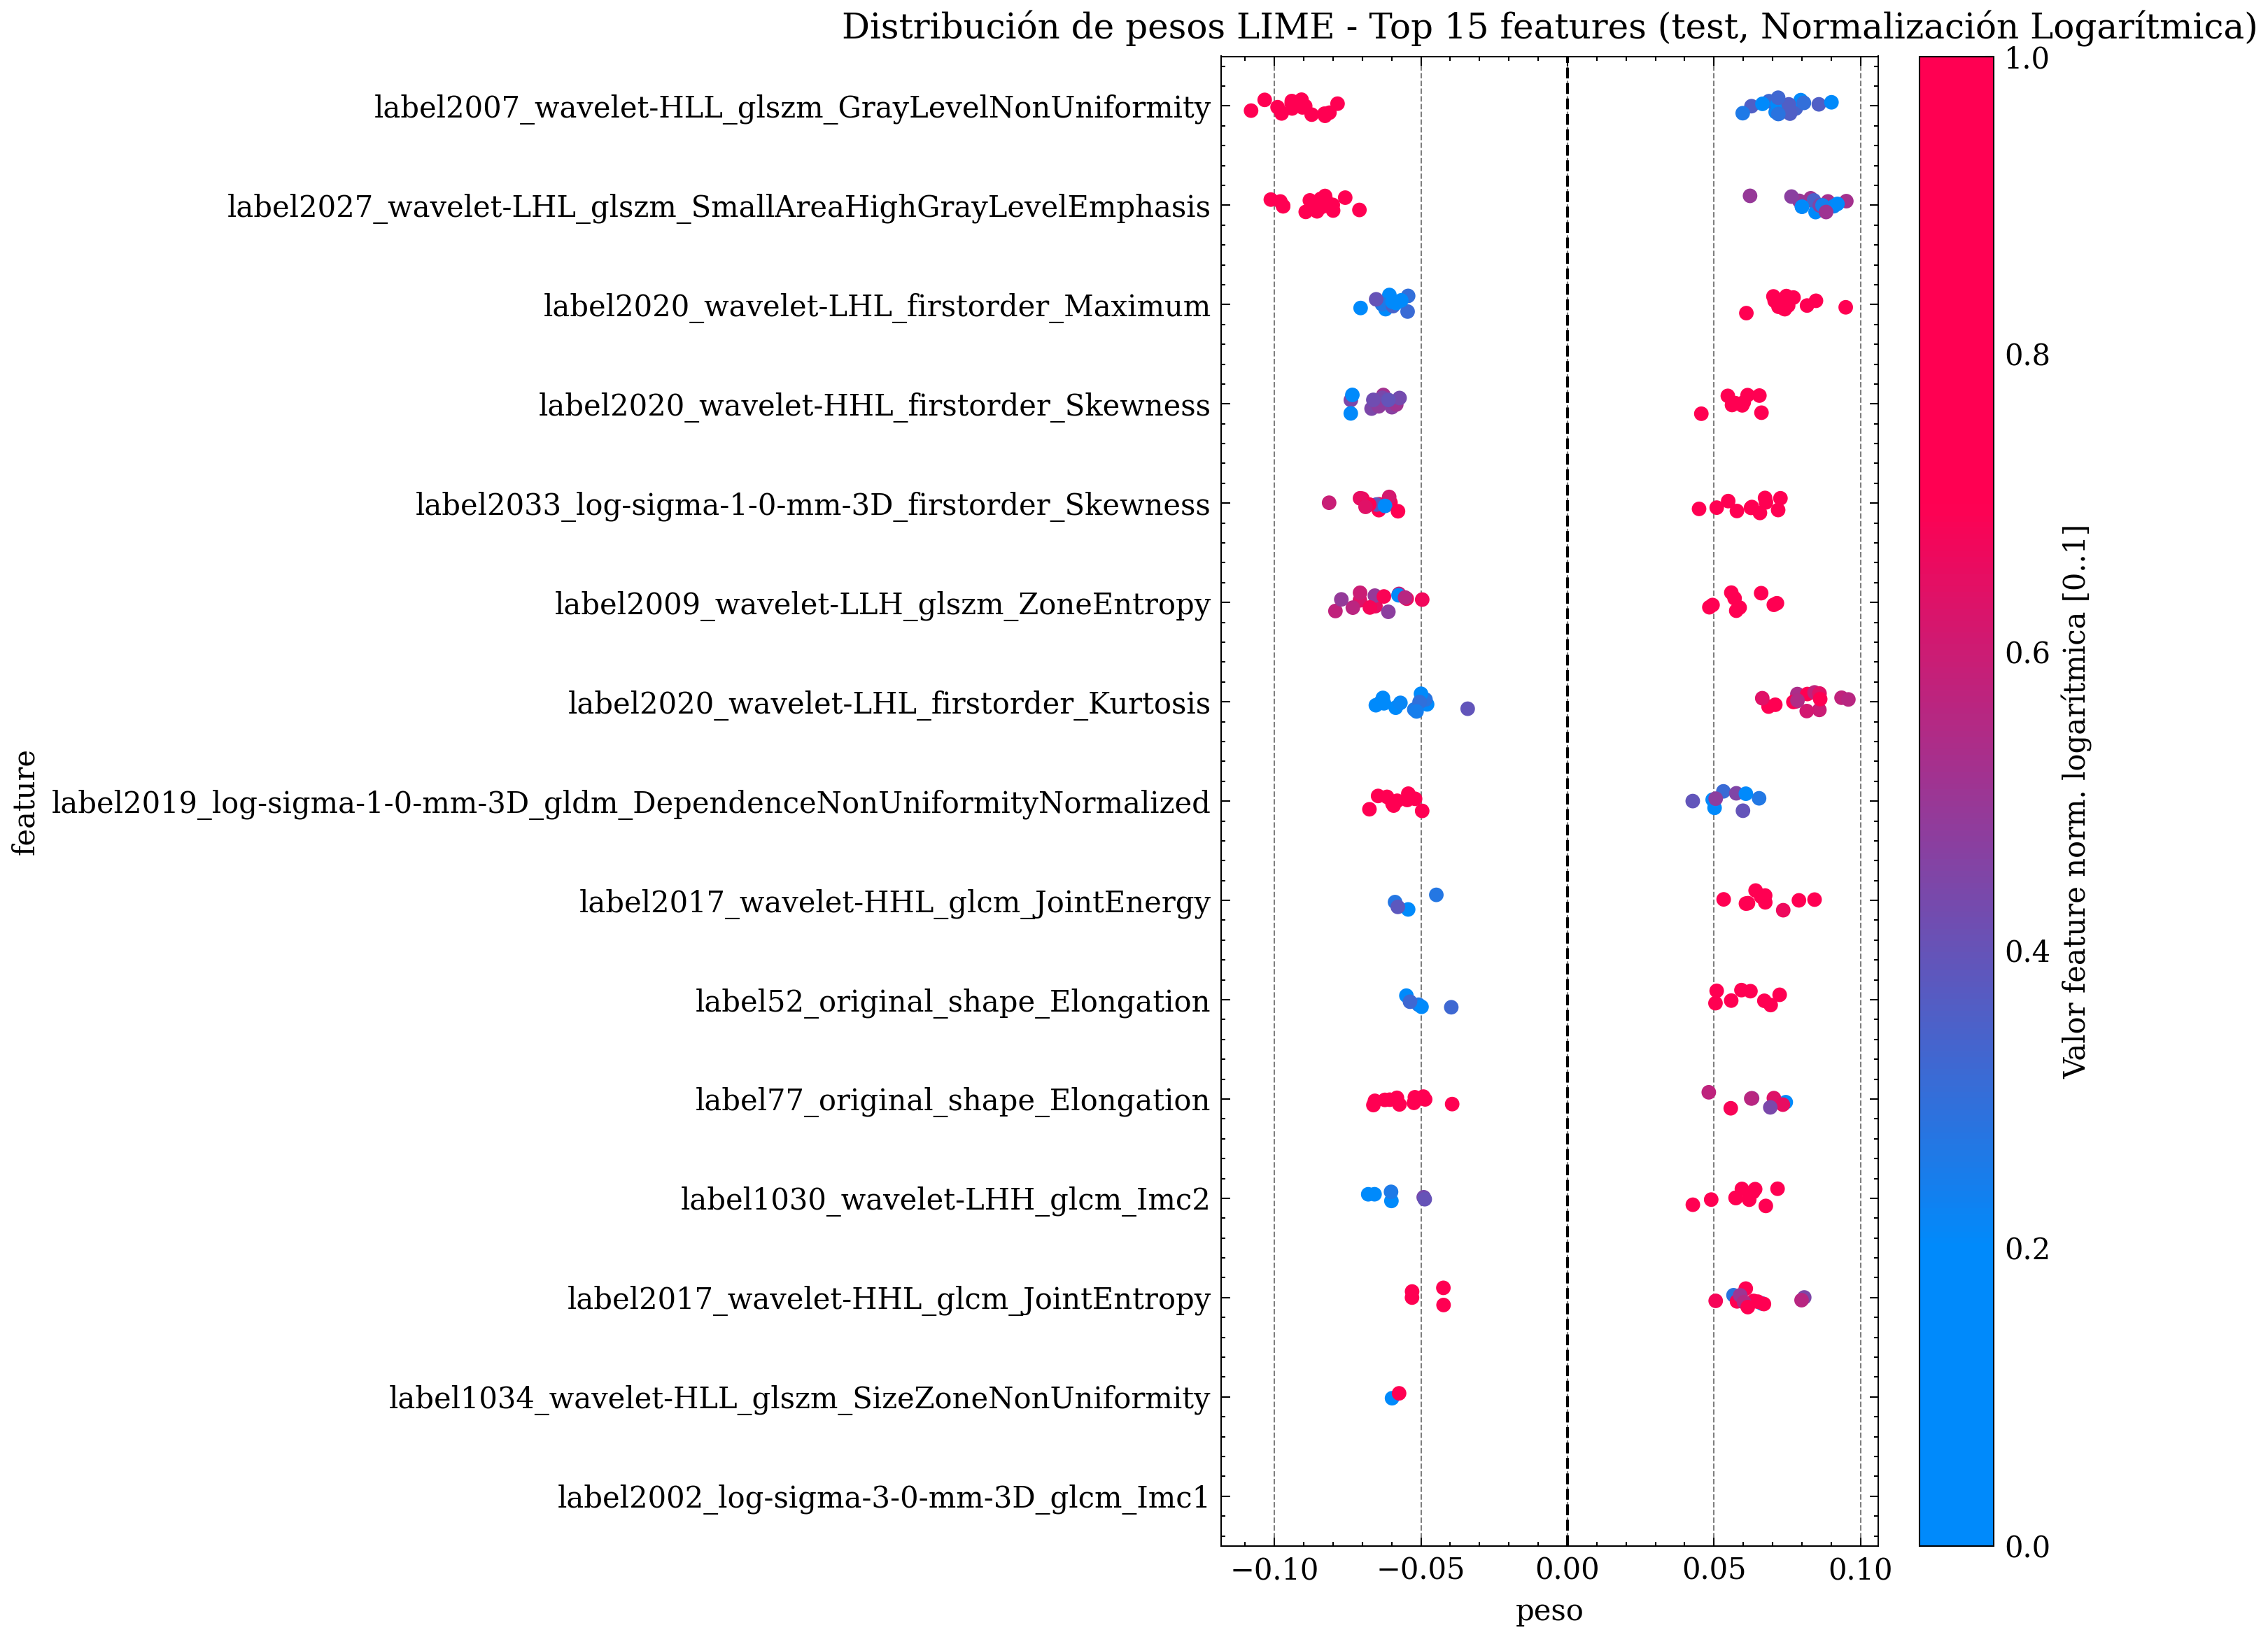 Distribución de pesos LIME - Top 15 features (test, Normalización Logarítmica)
label2007_wavelet-HLL_glszm_GrayLevelNonUniformity
label2027_wavelet-LHL_glszm_SmallAreaHighGrayLevelEmphasis
label2020_wavelet-LHL_firstorder_Maximum
label2020_wavelet-HHL_firstorder_Skewness
label2033_log-sigma-1-0-mm-3D_firstorder_Skewness
label2009_wavelet-LLH_glszm_ZoneEntropy
label2020_wavelet-LHL_firstorder_Kurtosis
label2019_log-sigma-1-0-mm-3D_gldm_DependenceNonUniformityNormalized
label2017_wavelet-HHL_glcm_JointEnergy
label52_original_shape_Elongation
label77_original_shape_Elongation
label1030_wavelet-LHH_glcm_Imc2
label2017_wavelet-HHL_glcm_JointEntropy
label1034_wavelet-HLL_glszm_SizeZoneNonUniformity
label2002_log-sigma-3-0-mm-3D_glcm_Imc1
feature
−0.10 −0.05 0.00 0.05 0.10
peso
1.0
0.8
0.6
0.4
0.2
0.0
Valor feature norm. logarítmica [0..1]